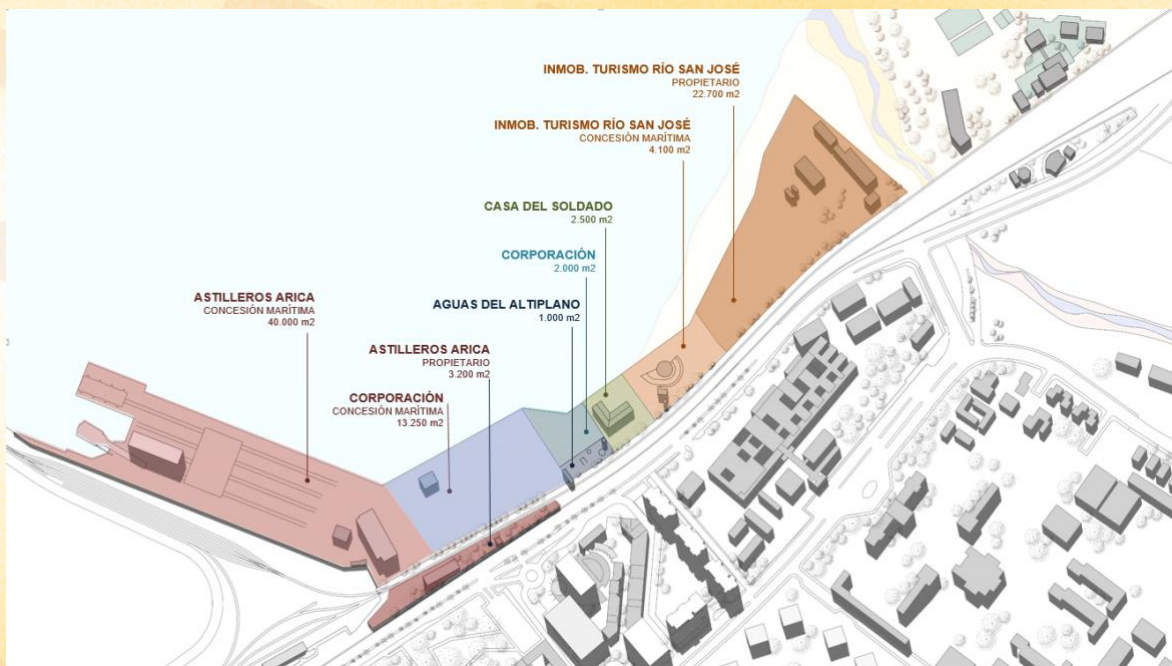 INMOB. TURISMO RÍO SAN JOSÉ
PROPIETARIO
22.700 m2
INMOB. TURISMO RÍO SAN JOSÉ
CONCESIÓN MARÍTIMA
4.100 m2
CASA DEL SOLDADO
2.500 m2
CORPORACIÓN
2.000 m2
AGUAS DEL ALTIPLANO
1.000 m2
ASTILLEROS ARICA
CONCESIÓN MARÍTIMA
40.000 m2
ASTILLEROS ARICA
PROPIETARIO
3.200 m2
CORPORACIÓN
CONCESIÓN MARÍTIMA
13.250 m2